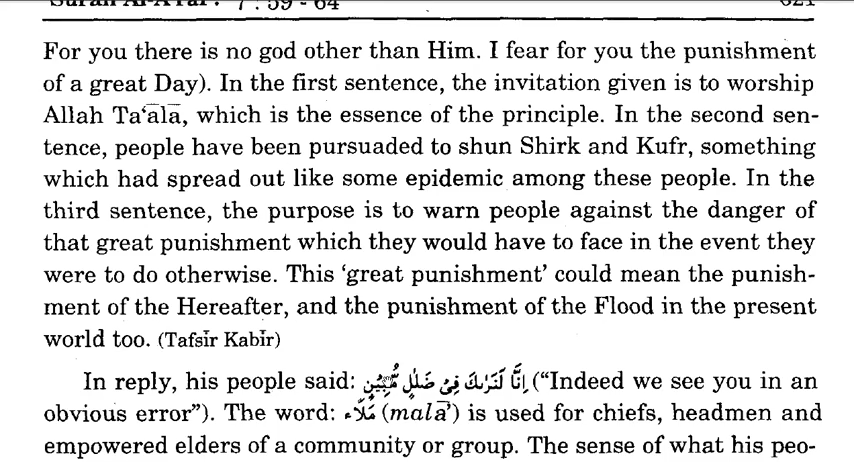 Surah Al-A'raf : 7 : 59 - 64 621
For you there is no god other than Him. I fear for you the punishment
of a great Day). In the first sentence, the invitation given is to worship
Allah Ta‘ālā, which is the essence of the principle. In the second sen-
tence, people have been pursuaded to shun Shirk and Kufr, something
which had spread out like some epidemic among these people. In the
third sentence, the purpose is to warn people against the danger of
that great punishment which they would have to face in the event they
were to do otherwise. This ‘great punishment’ could mean the punish-
ment of the Hereafter, and the punishment of the Flood in the present
world too. (Tafsīr Kabīr)
In reply, his people said: إِنَّا لَنَرٰىكَ فِيْ ضَلٰلٍ مُّبِيْنٍ (“Indeed we see you in an
obvious error”). The word: مَلَّاء (malā’) is used for chiefs, headmen and
empowered elders of a community or group. The sense of what his peo-